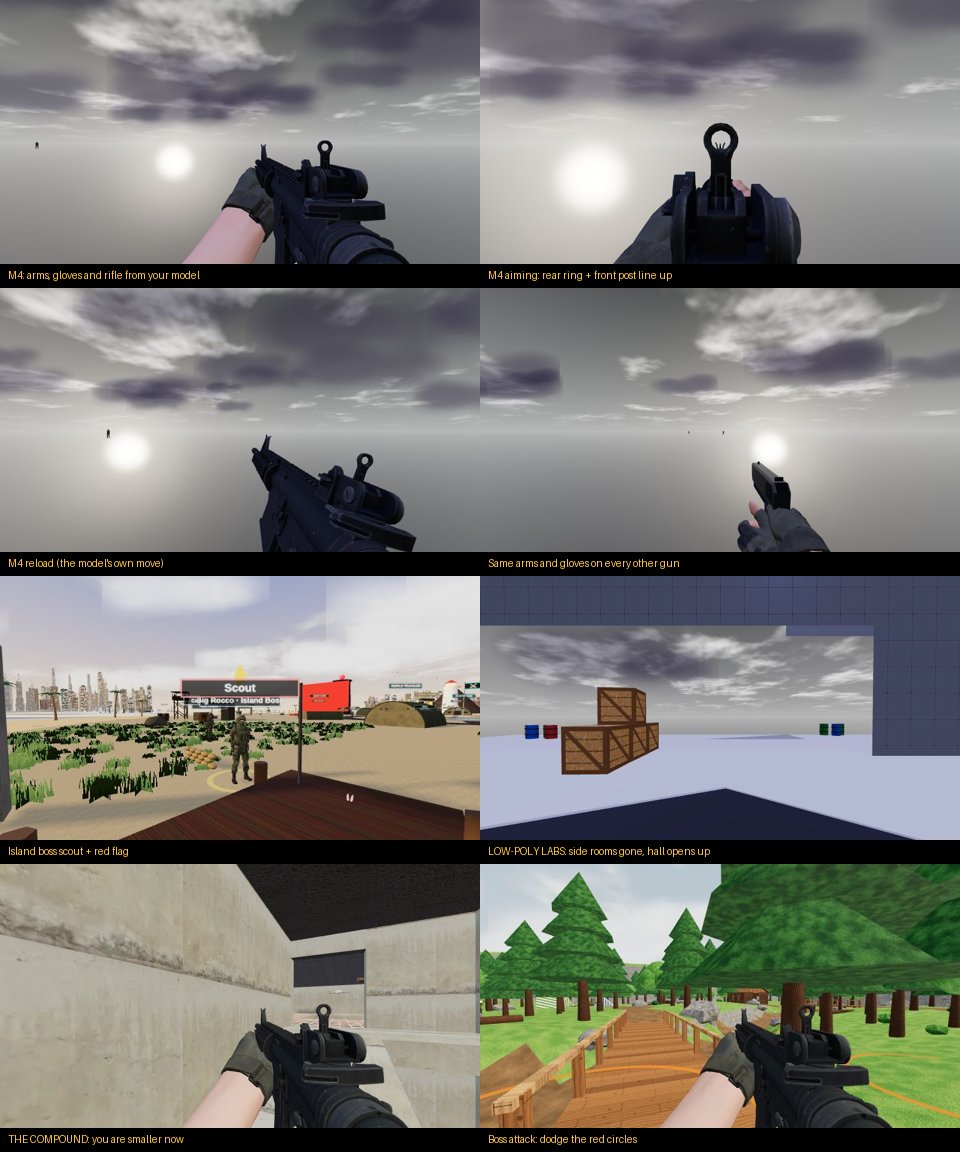 M4: arms, gloves and rifle from your model
M4 aiming: rear ring + front post line up
M4 reload (the model's own move)
Same arms and gloves on every other gun
Scout
Rocco · Island Bos
Island boss scout + red flag
LOW-POLY LABS: side rooms gone, hall opens up
THE COMPOUND: you are smaller now
Boss attack: dodge the red circles